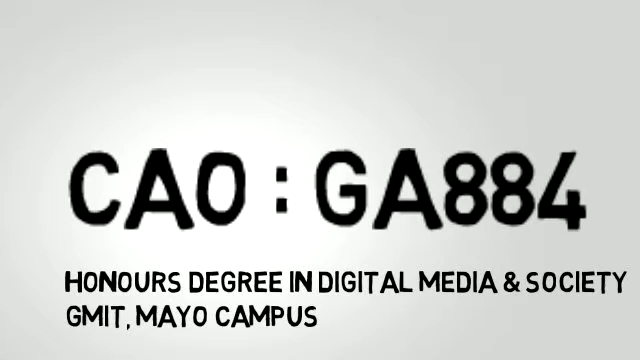 CAO : GA884
HONOURS DEGREE IN DIGITAL MEDIA & SOCIETY
GMIT, MAYO CAMPUS